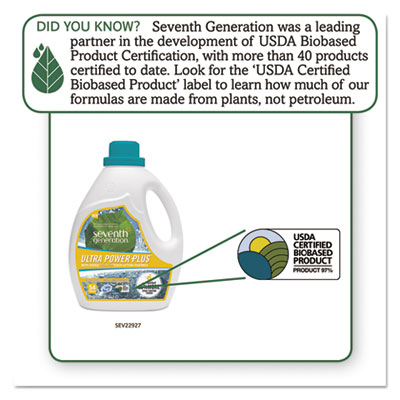 DID YOU KNOW? Seventh Generation was a leading
partner in the development of USDA Biobased
Product Certification, with more than 40 products
certified to date. Look for the ‘USDA Certified
Biobased Product’ label to learn how much of our
formulas are made from plants, not petroleum.
seventh
generation.
ULTRA POWER PLUS
USDA
CERTIFIED
BIOBASED
PRODUCT
PRODUCT 97%
SEV22927